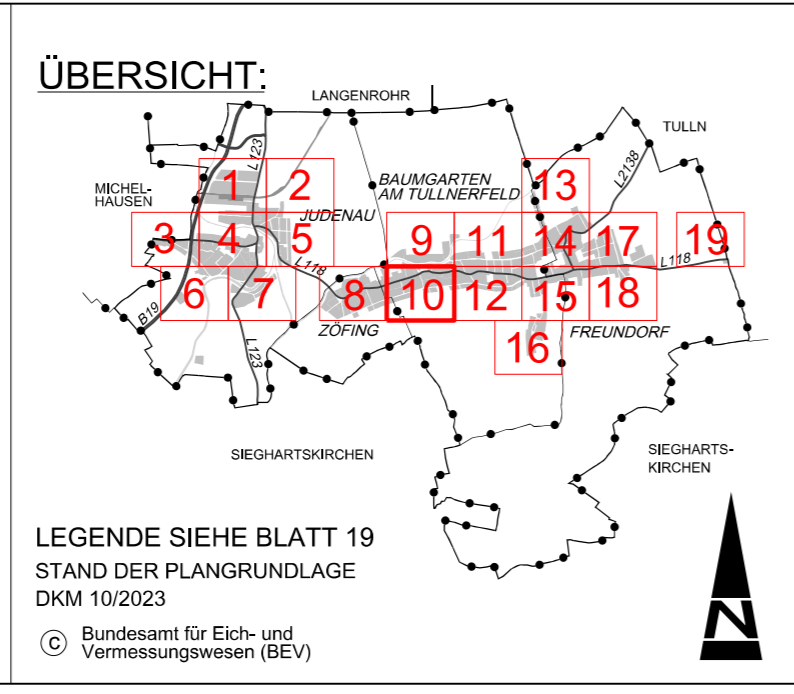 ÜBERSICHT:
LANGENROHR
TULLN
L123
L2138
MICHEL-
HAUSEN
BAUMGARTEN
AM TULLNERFELD
1
2
13
JUDENAU
3
4
5
9
11
14
17
19
L118
L118
6
7
8
10
12
15
18
B19
ZÖFING
FREUNDORF
L123
16
SIEGHARTSKIRCHEN
SIEGHARTS-
KIRCHEN
LEGENDE SIEHE BLATT 19
STAND DER PLANGRUNDLAGE
DKM 10/2023
© Bundesamt für Eich- und
Vermessungswesen (BEV)
N